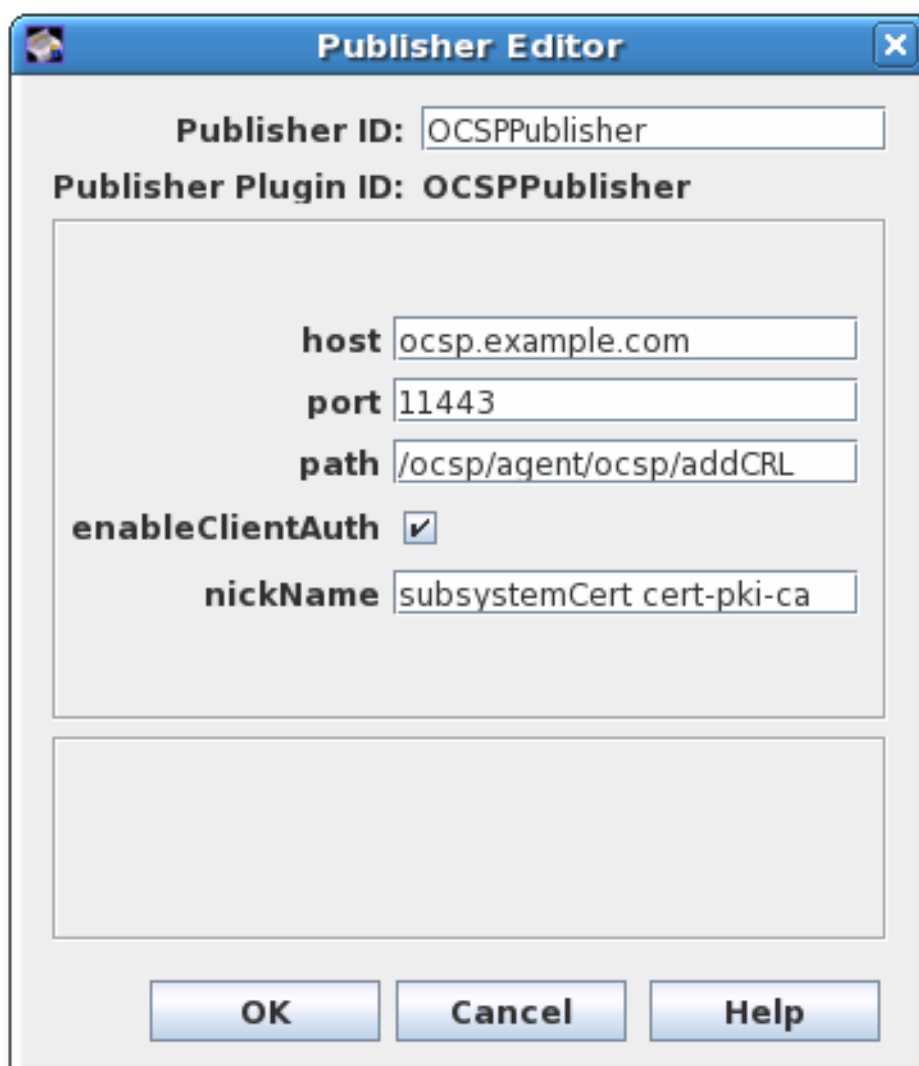 Publisher Editor
Publisher ID: OCSPPublisher
Publisher Plugin ID: OCSPPublisher
host ocsp.example.com
port 11443
path /ocsp/agent/ocsp/addCRL
enableClientAuth
nickName subsystemCert cert-pki-ca
OK Cancel Help